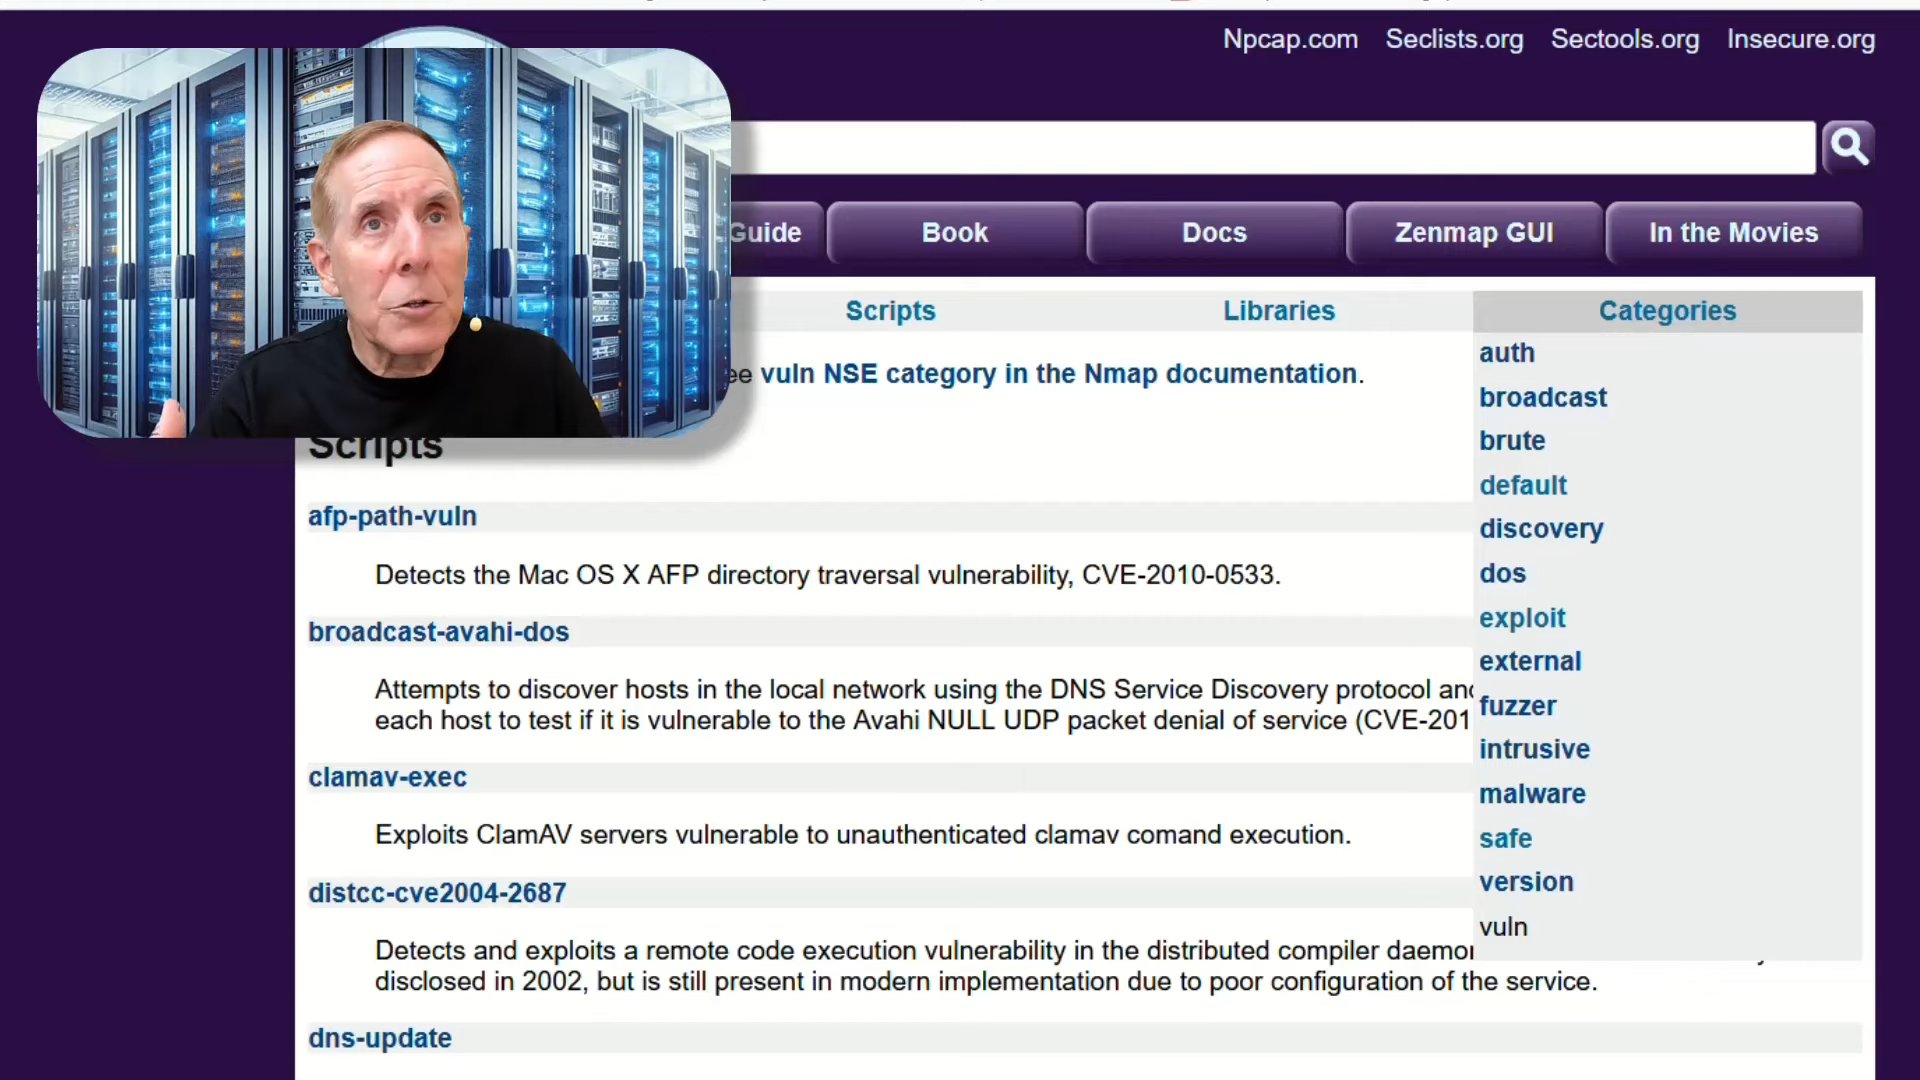 Npcap.com Seclists.org Sectools.org Insecure.org
Guide Book Docs Zenmap GUI In the Movies
Scripts Libraries Categories
vuln NSE category in the Nmap documentation.
Scripts
afp-path-vuln
Detects the Mac OS X AFP directory traversal vulnerability, CVE-2010-0533.
broadcast-avahi-dos
Attempts to discover hosts in the local network using the DNS Service Discovery protocol and
each host to test if it is vulnerable to the Avahi NULL UDP packet denial of service (CVE-201
clamav-exec
Exploits ClamAV servers vulnerable to unauthenticated clamav comand execution.
distcc-cve2004-2687
Detects and exploits a remote code execution vulnerability in the distributed compiler daemon
disclosed in 2002, but is still present in modern implementation due to poor configuration of the service.
dns-update
auth
broadcast
brute
default
discovery
dos
exploit
external
fuzzer
intrusive
malware
safe
version
vuln